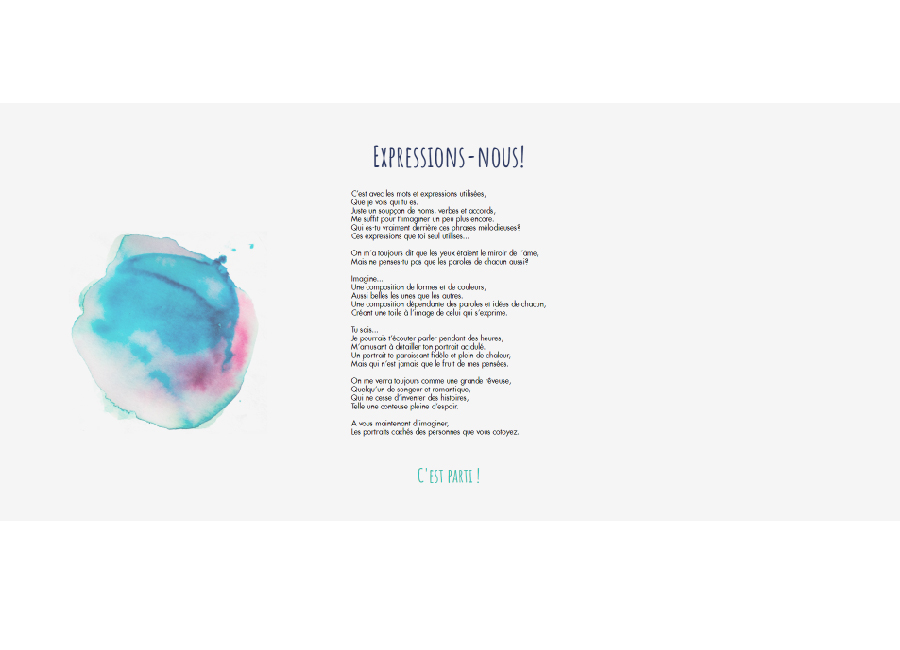 Expressions-nous!
C'est avec les mots et expressions utilisées,
Que je vois qui tu es.
Juste un soupçon de noms, verbes et accords,
Me suffit pour t'imaginer un peu plus encore.
Qui es-tu vraiment derrière ces phrases mélodieuses?
Ces expressions que toi seul utilises...
On m'a toujours dit que les yeux étaient le miroir de l'âme,
Mais ne penses-tu pas que les paroles de chacun aussi?
Imagine...
Une composition de formes et de couleurs,
Aussi belles les unes que les autres.
Une composition dépendante des paroles et idées de chacun,
Créant une toile à l'image de celui qui s'exprime.
Tu sais...
Je pourrais t'écouter parler pendant des heures,
M'amusant à détailler ton portrait acidulé.
Un portrait te paraissant fidèle et plein de chaleur,
Mais qui n'est jamais que le fruit de mes pensées.
On me verra toujours comme une grande rêveuse,
Quelqu'un de songeur et romantique,
Qui ne cesse d'inventer des histoires,
Telle une conteuse pleine d'espoir.
A vous maintenant d'imaginer,
Les portraits cachés des personnes que vous cotoyez.
C'est parti !